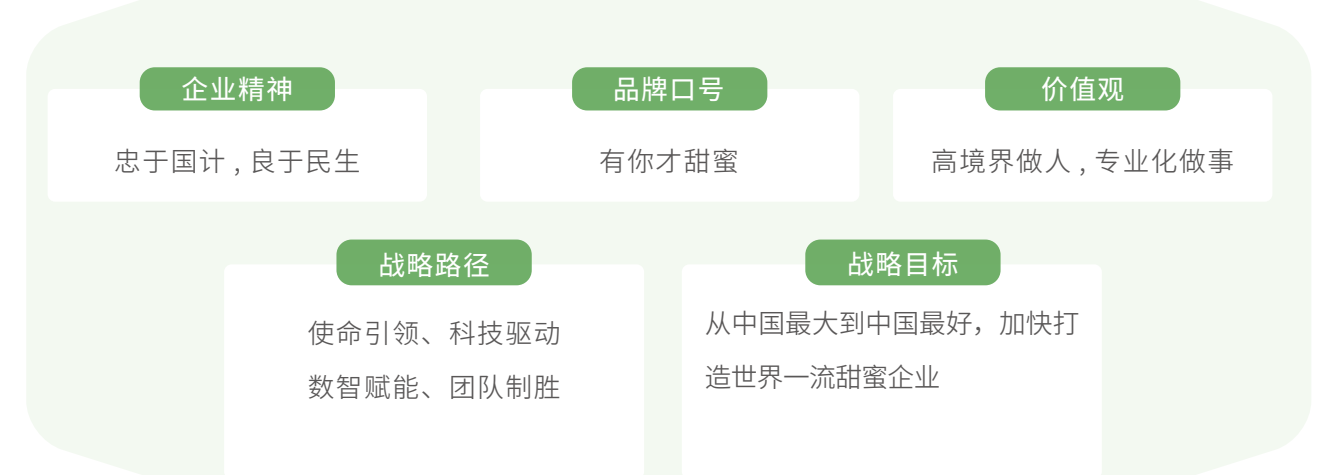 企业精神
品牌口号
价值观
忠于国计，良于民生
有你才甜蜜
高境界做人，专业化做事
战略路径
战略目标
使命引领、科技驱动
数智赋能、团队制胜
从中国最大到中国最好，加快打
造世界一流甜蜜企业